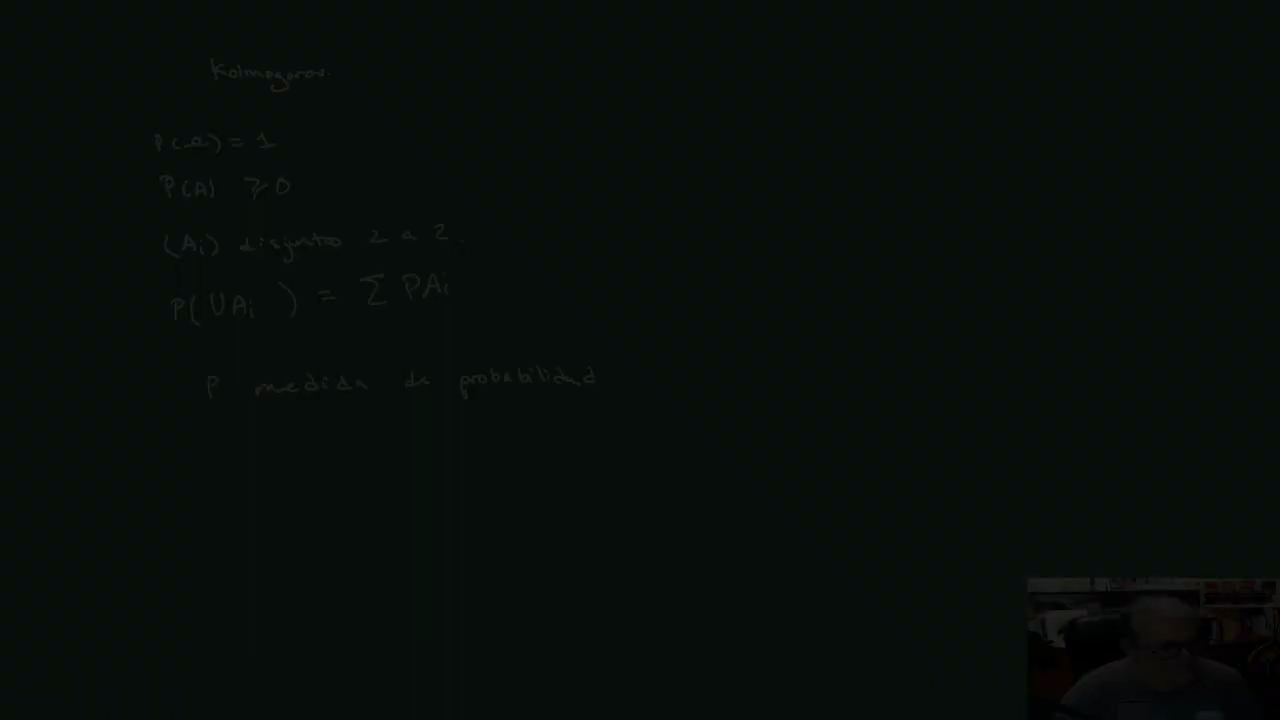 Kolmogorov.
P(Ω) = 1
P(A) ≥ 0
(Ai) disjuntos 2 a 2.
P(∪Ai) = Σ PAi
P medida de probabilidad